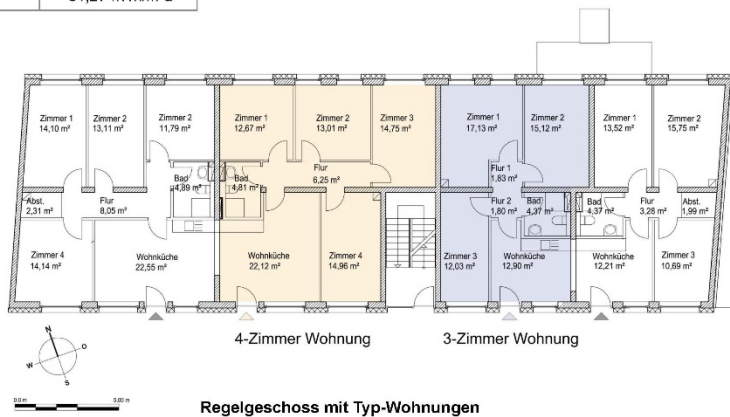 Zimmer 1
14,10 m²
Zimmer 2
13,11 m²
Zimmer 2
11,79 m²
Zimmer 1
12,67 m²
Zimmer 2
13,01 m²
Zimmer 3
14,75 m²
Zimmer 1
17,13 m²
Zimmer 2
15,12 m²
Zimmer 1
13,52 m²
Zimmer 2
15,75 m²
Bad
4,89 m²
Bad
4,81 m²
Flur
6,25 m²
Flur 1
1,83 m²
Abst.
2,31 m²
Flur
8,05 m²
Flur 2
1,80 m²
Bad
4,37 m²
Bad
4,37 m²
Flur
3,28 m²
Abst.
1,99 m²
Zimmer 4
14,14 m²
Wohnküche
22,55 m²
Wohnküche
22,12 m²
Zimmer 4
14,96 m²
Zimmer 3
12,03 m²
Wohnküche
12,90 m²
Wohnküche
12,21 m²
Zimmer 3
10,69 m²
4-Zimmer Wohnung
3-Zimmer Wohnung
N
O
W
S
0.0 m
5.00 m
Regelgeschoss mit Typ-Wohnungen